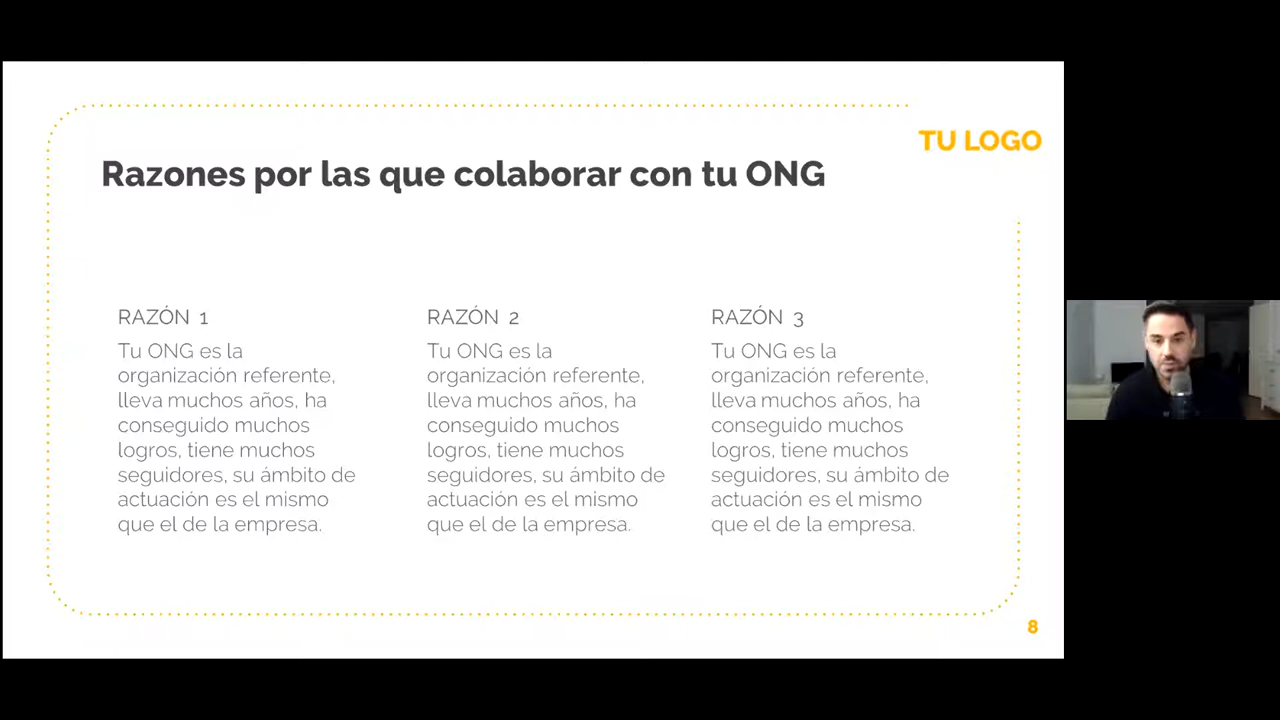 TU LOGO
Razones por las que colaborar con tu ONG
RAZÓN 1
Tu ONG es la
organización referente,
lleva muchos años, ha
conseguido muchos
logros, tiene muchos
seguidores, su ámbito de
actuación es el mismo
que el de la empresa.
RAZÓN 2
Tu ONG es la
organización referente,
lleva muchos años, ha
conseguido muchos
logros, tiene muchos
seguidores, su ámbito de
actuación es el mismo
que el de la empresa.
RAZÓN 3
Tu ONG es la
organización referente,
lleva muchos años, ha
conseguido muchos
logros, tiene muchos
seguidores, su ámbito de
actuación es el mismo
que el de la empresa.
8